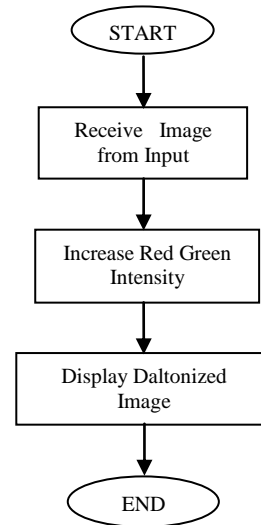 START
Receive Image
from Input
Increase Red Green
Intensity
Display Daltonized
Image
END